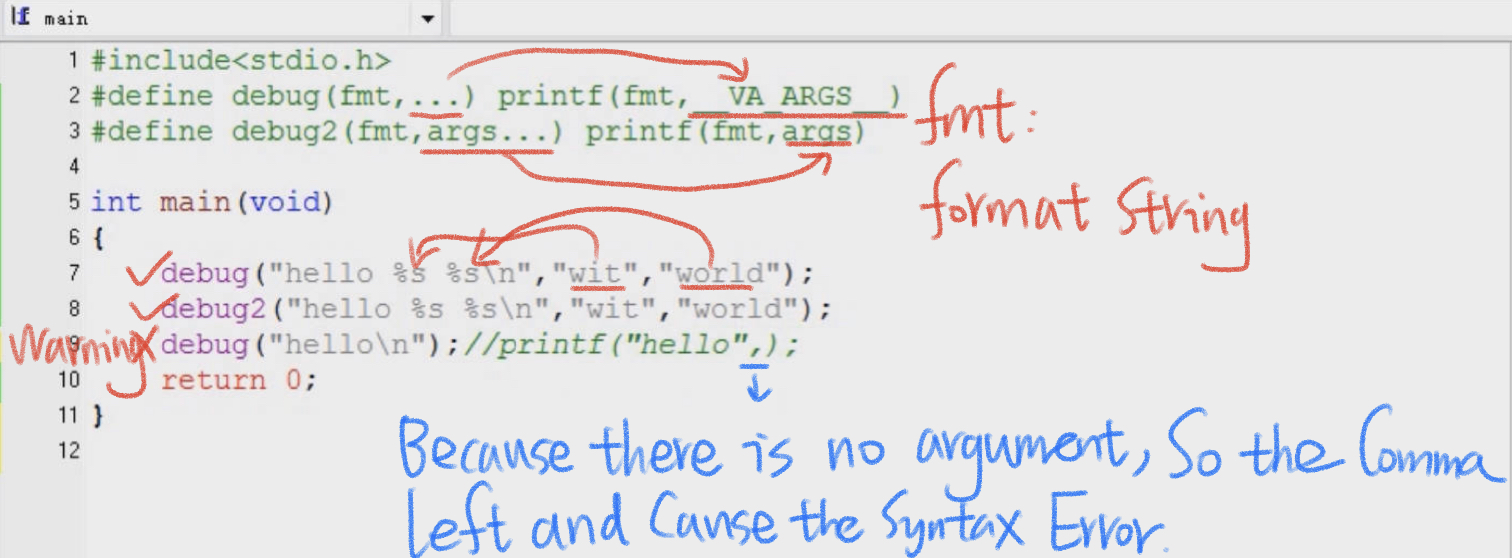 main
1 #include<stdio.h>
2 #define debug(fmt,...) printf(fmt,__VA_ARGS__)
3 #define debug2(fmt,args...) printf(fmt,args)
fmt:
4
5 int main(void)
format String
6 {
7 debug("hello %s %s\n","wit","world");
8 debug2("hello %s %s\n","wit","world");
Warning
9 debug("hello\n");//printf("hello",);
10 return 0;
11 }
12
Because there is no argument, So the Comma
left and Cause the Syntax Error.